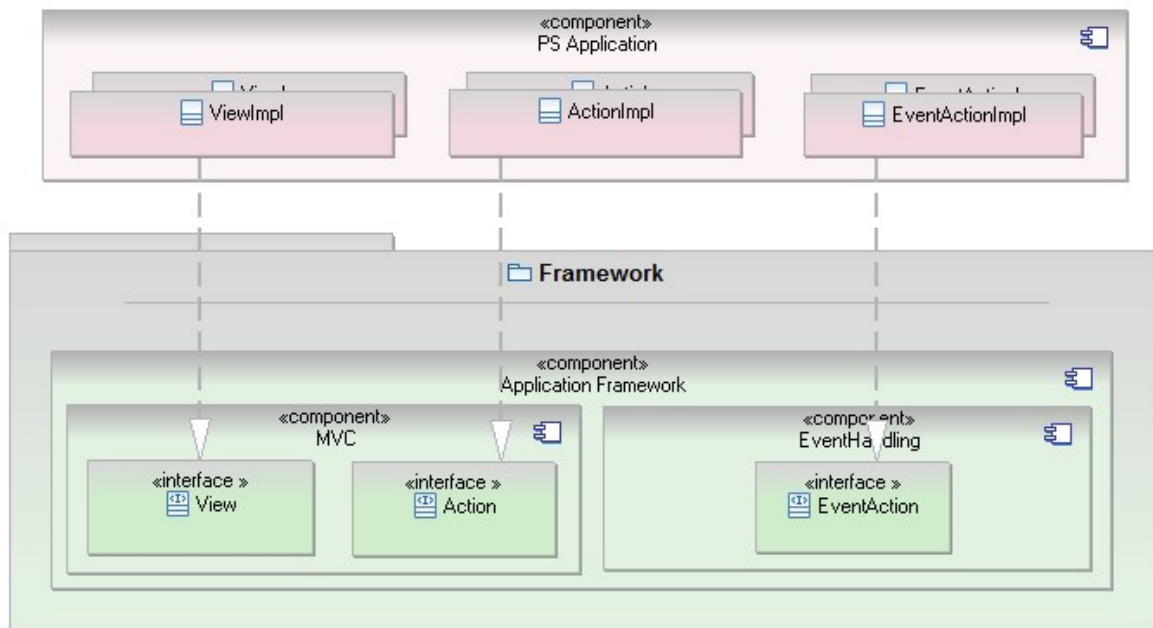 «component»
PS Application
ViewImpl
ActionImpl
EventActionImpl
Framework
«component»
Application Framework
«component»
MVC
«component»
EventHandling
«interface »
View
«interface »
Action
«interface »
EventAction